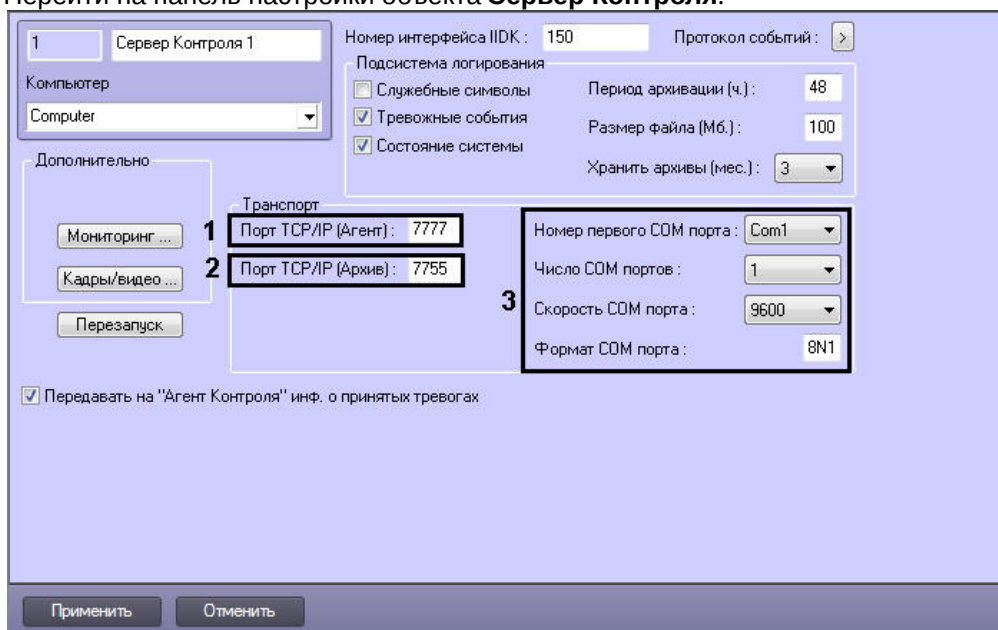 Перейти на панель настройки объекта Сервер Контроля.
1 Сервер Контроля 1
Компьютер
Computer
Номер интерфейса IIDK : 150
Протокол событий : >
Подсистема логирования
Служебные символы
Тревожные события
Состояние системы
Период архивации (ч.) : 48
Размер файла (Мб.) : 100
Хранить архивы (мес.) : 3
Дополнительно
Мониторинг ...
Кадры/видео ...
Перезапуск
Транспорт
1 Порт TCP/IP (Агент) : 7777
2 Порт TCP/IP (Архив) : 7755
3
Номер первого COM порта : Com1
Число COM портов : 1
Скорость COM порта : 9600
Формат COM порта : 8N1
Передавать на "Агент Контроля" инф. о принятых тревогах
Применить
Отменить